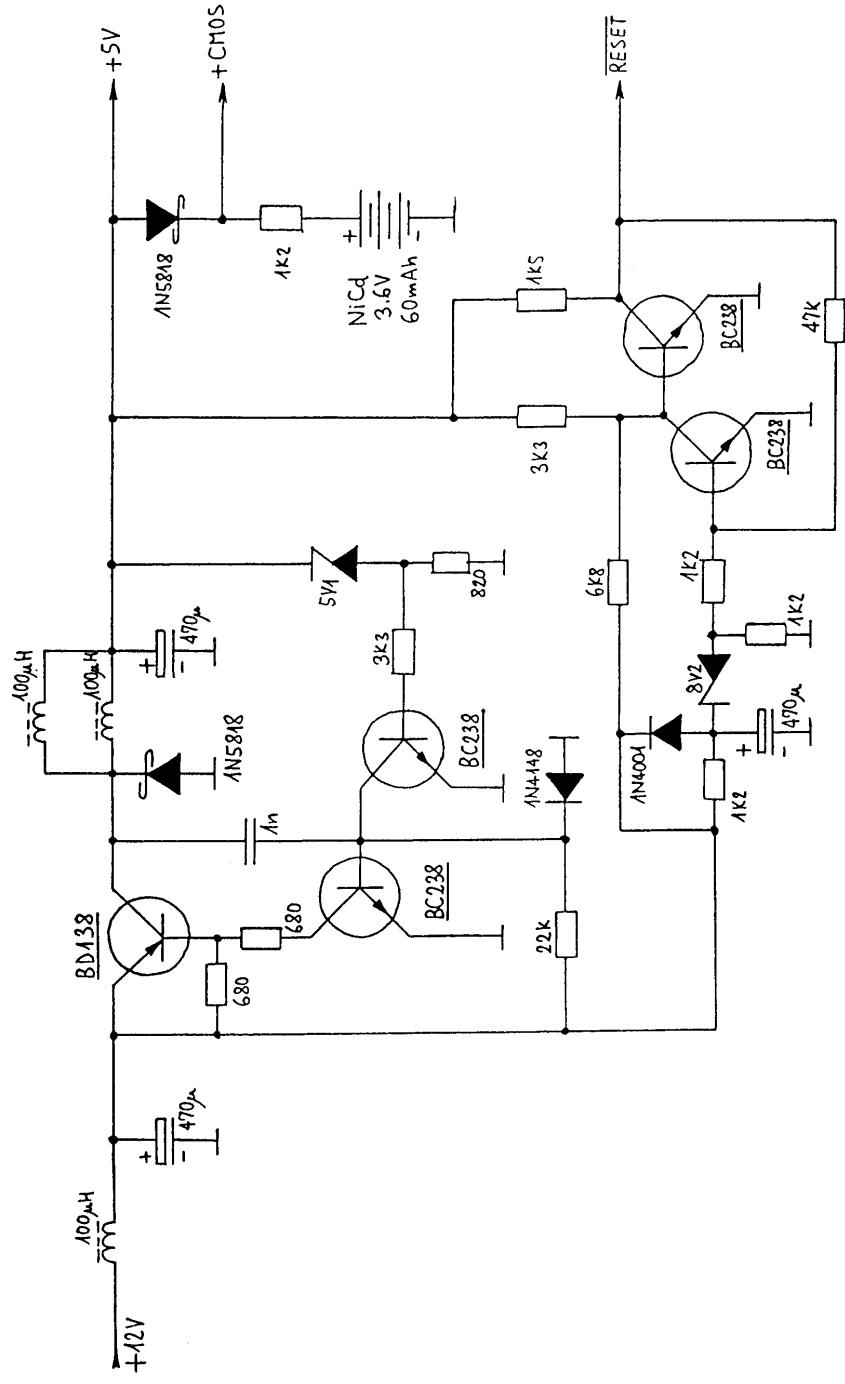 +12V
100µH
+
-
470µ
BD138
680
680
BC238
1n
1N5818
100µH
100µH
+
-
470µ
BC238
3K3
5V1
820
22K
1N4148
1N5818
+5V
+CMOS
1K2
+
-
NiCd
3.6V
60mAh
1K2
1N4001
+
-
470µ
8V2
1K2
1K2
6K8
3K3
1K5
BC238
BC238
47K
RESET